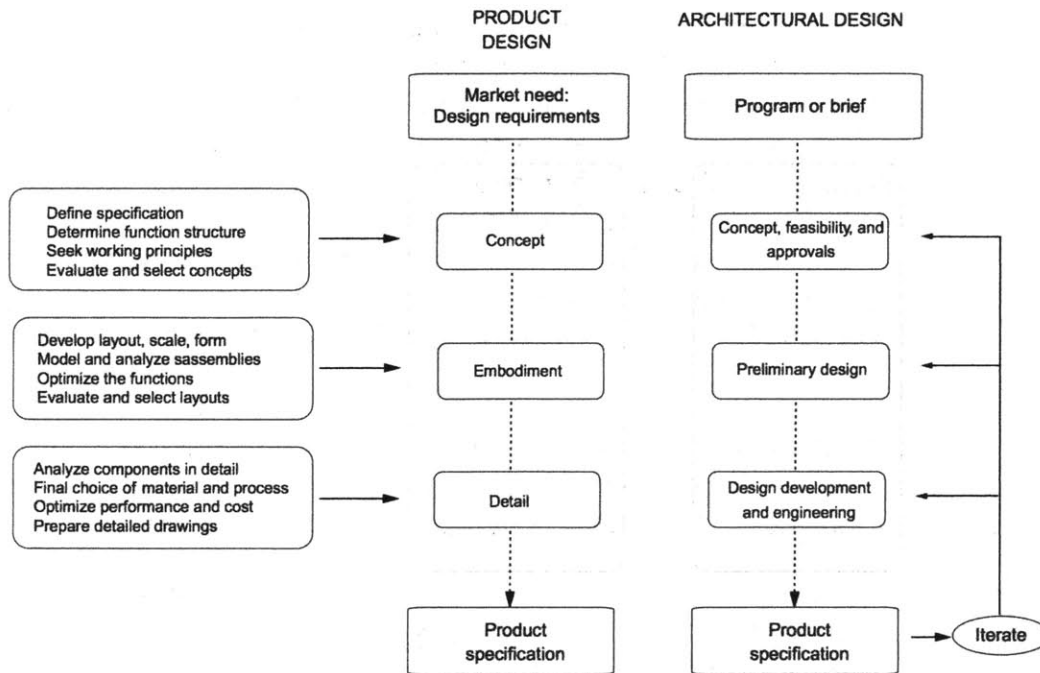 PRODUCT
DESIGN
ARCHITECTURAL DESIGN
Market need:
Design requirements
Program or brief
Define specification
Determine function structure
Seek working principles
Evaluate and select concepts
Concept
Concept, feasibility, and
approvals
Develop layout, scale, form
Model and analyze sassemblies
Optimize the functions
Evaluate and select layouts
Embodiment
Preliminary design
Analyze components in detail
Final choice of material and process
Optimize performance and cost
Prepare detailed drawings
Detail
Design development
and engineering
Product
specification
Product
specification
Iterate